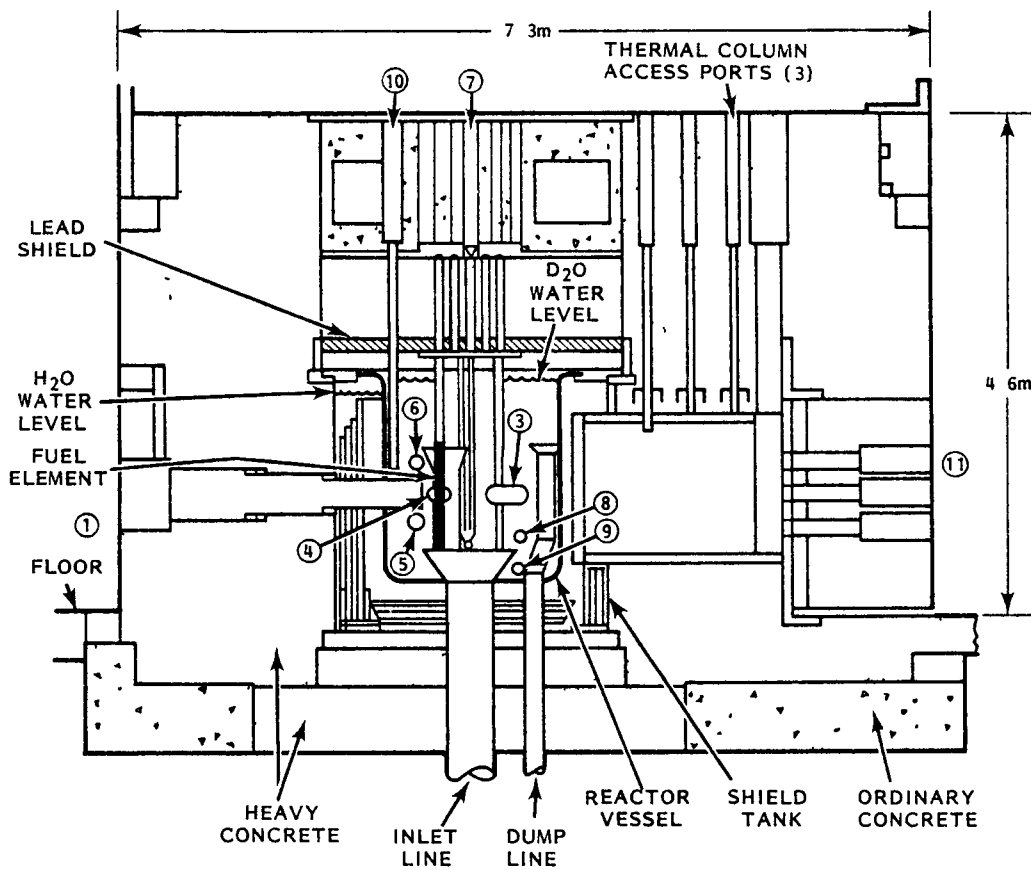 7 3m
THERMAL COLUMN
ACCESS PORTS (3)
10
7
LEAD
SHIELD
D2O
WATER
LEVEL
H2O
WATER
LEVEL
4 6m
6
3
FUEL
ELEMENT
11
1
8
4
5
9
FLOOR
HEAVY
CONCRETE
INLET
LINE
DUMP
LINE
REACTOR
VESSEL
SHIELD
TANK
ORDINARY
CONCRETE